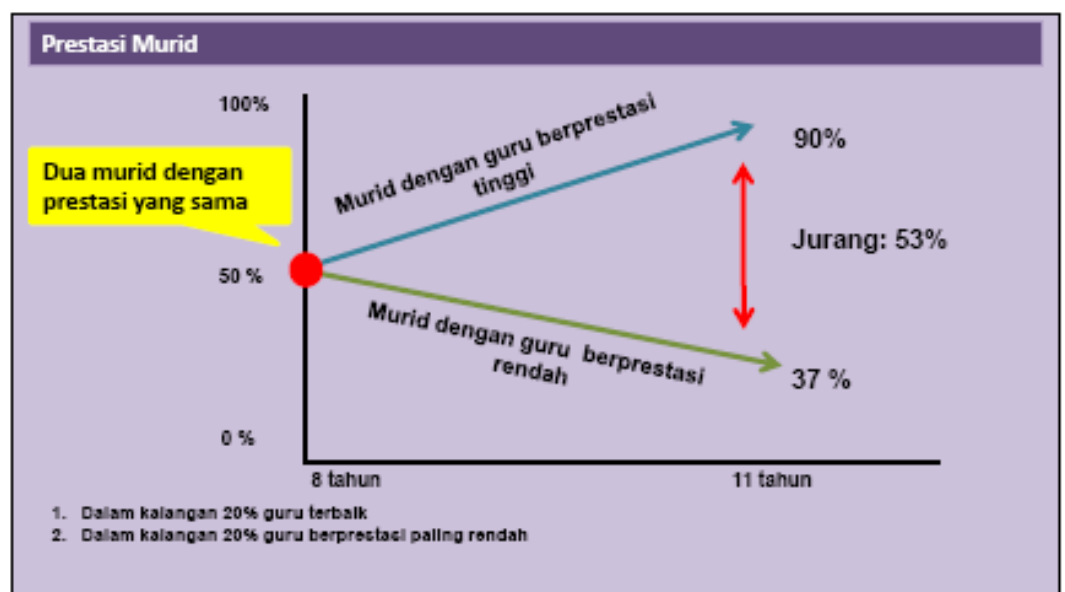 Prestasi Murid
100%
Dua murid dengan
prestasi yang sama
50 %
0 %
Murid dengan guru berprestasi
tinggi
Murid dengan guru berprestasi
rendah
90%
Jurang: 53%
37 %
8 tahun
11 tahun
1. Dalam kalangan 20% guru terbaik
2. Dalam kalangan 20% guru berprestasi paling rendah